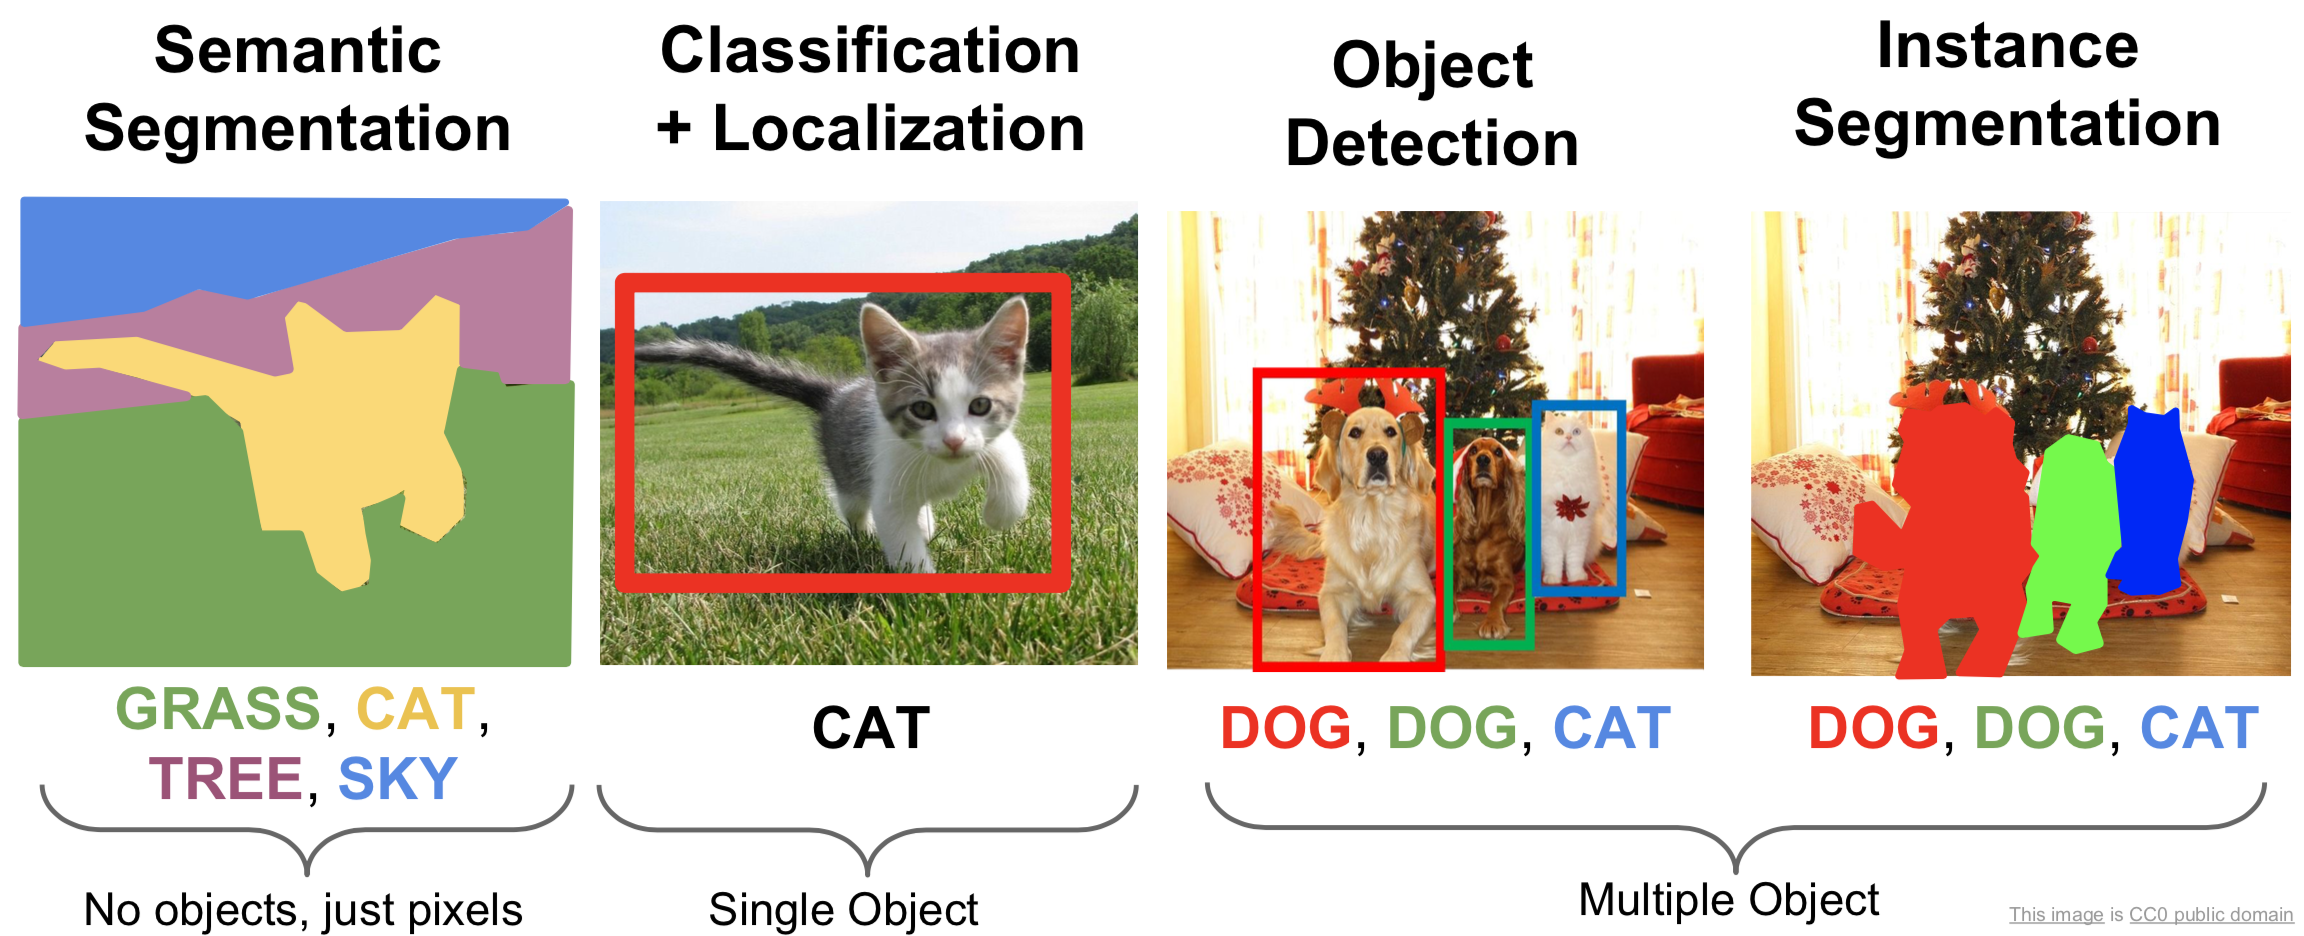 Semantic
Segmentation
Classification
+ Localization
Object
Detection
Instance
Segmentation
GRASS, CAT,
TREE, SKY
CAT
DOG, DOG, CAT
DOG, DOG, CAT
No objects, just pixels
Single Object
Multiple Object
This image is CC0 public domain